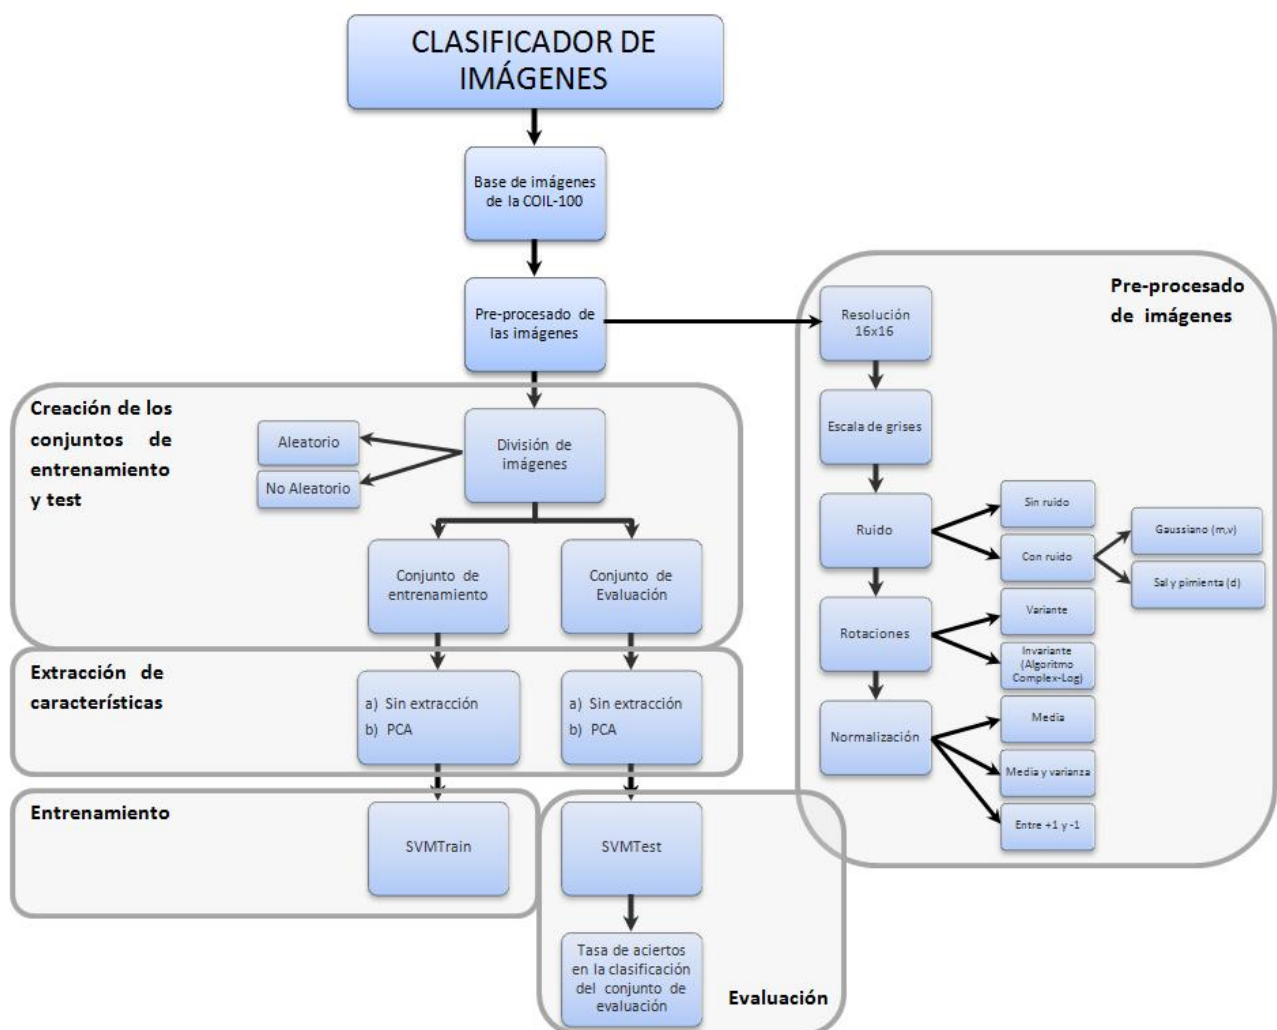 CLASIFICADOR DE
IMÁGENES
Base de imágenes
de la COIL-100
Pre-procesado de
las imágenes
Pre-procesado
de imágenes
Resolución
16x16
Escala de grises
Ruido
Sin ruido
Con ruido
Gaussiano (m,v)
Sal y pimienta (d)
Rotaciones
Variante
Invariante
(Algoritmo
Complex-Log)
Normalización
Media
Media y varianza
Entre +1 y -1
Creación de los
conjuntos de
entrenamiento
y test
División de
imágenes
Aleatorio
No Aleatorio
Conjunto de
entrenamiento
Conjunto de
Evaluación
Extracción de
características
a) Sin extracción
b) PCA
a) Sin extracción
b) PCA
Entrenamiento
SVMTrain
SVMTest
Tasa de aciertos
en la clasificación
del conjunto de
evaluación
Evaluación